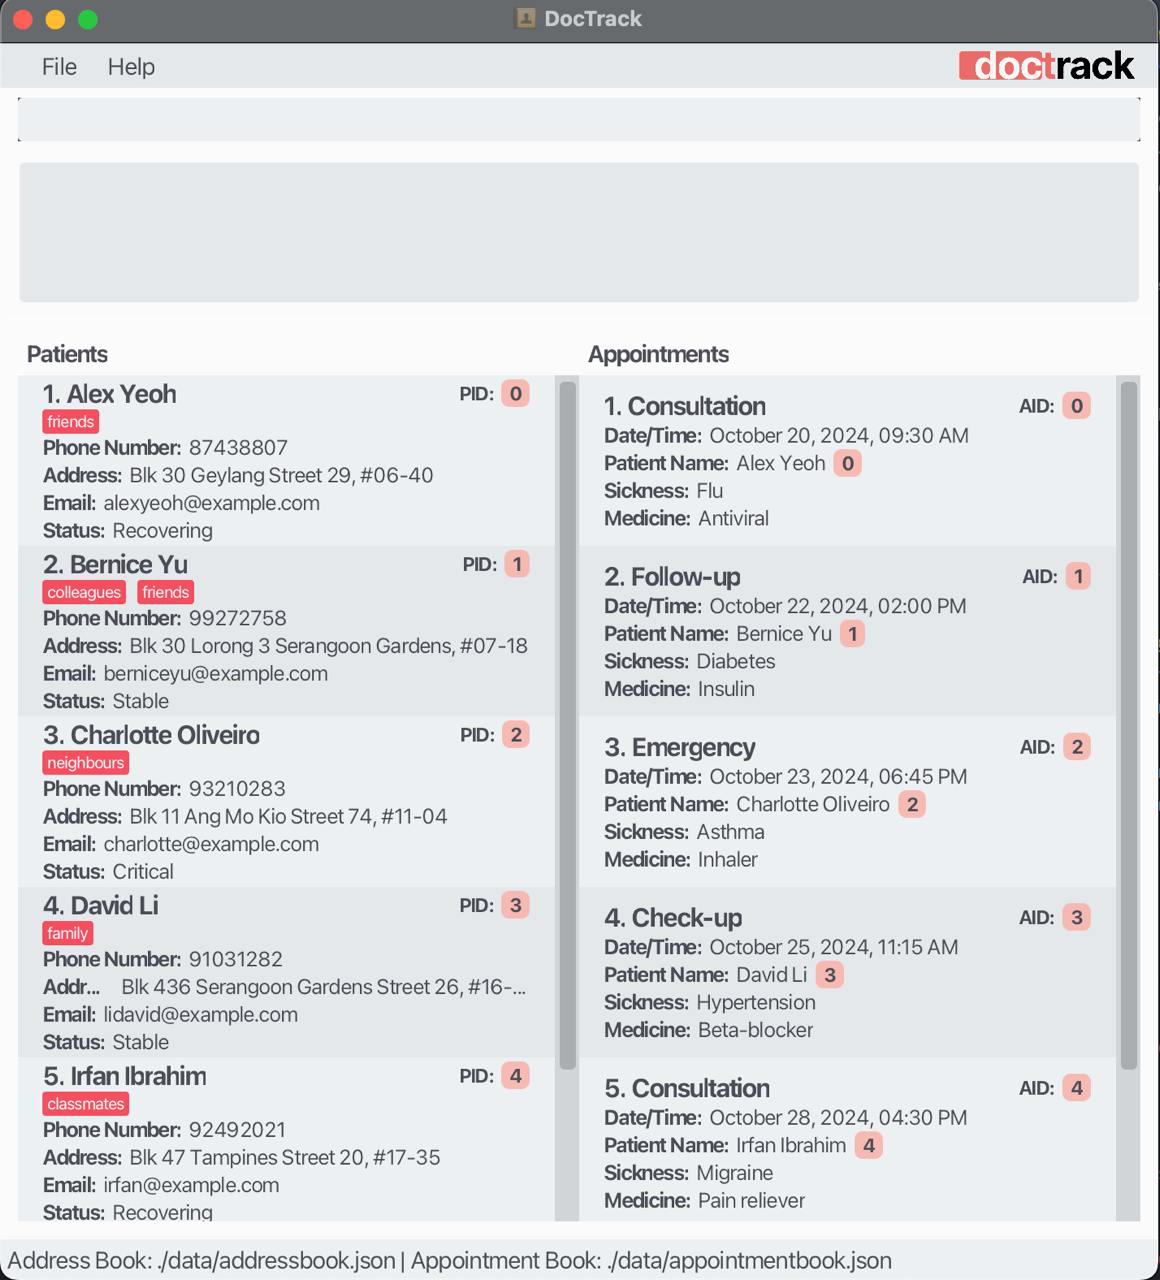 DocTrack
File Help doctrack
Patients
1. Alex Yeoh PID: 0
friends
Phone Number: 87438807
Address: Blk 30 Geylang Street 29, #06-40
Email: alexyeoh@example.com
Status: Recovering
2. Bernice Yu PID: 1
colleagues friends
Phone Number: 99272758
Address: Blk 30 Lorong 3 Serangoon Gardens, #07-18
Email: berniceyu@example.com
Status: Stable
3. Charlotte Oliveiro PID: 2
neighbours
Phone Number: 93210283
Address: Blk 11 Ang Mo Kio Street 74, #11-04
Email: charlotte@example.com
Status: Critical
4. David Li PID: 3
family
Phone Number: 91031282
Addr... Blk 436 Serangoon Gardens Street 26, #16-...
Email: lidavid@example.com
Status: Stable
5. Irfan Ibrahim PID: 4
classmates
Phone Number: 92492021
Address: Blk 47 Tampines Street 20, #17-35
Email: irfan@example.com
Status: Recovering
Appointments
1. Consultation AID: 0
Date/Time: October 20, 2024, 09:30 AM
Patient Name: Alex Yeoh 0
Sickness: Flu
Medicine: Antiviral
2. Follow-up AID: 1
Date/Time: October 22, 2024, 02:00 PM
Patient Name: Bernice Yu 1
Sickness: Diabetes
Medicine: Insulin
3. Emergency AID: 2
Date/Time: October 23, 2024, 06:45 PM
Patient Name: Charlotte Oliveiro 2
Sickness: Asthma
Medicine: Inhaler
4. Check-up AID: 3
Date/Time: October 25, 2024, 11:15 AM
Patient Name: David Li 3
Sickness: Hypertension
Medicine: Beta-blocker
5. Consultation AID: 4
Date/Time: October 28, 2024, 04:30 PM
Patient Name: Irfan Ibrahim 4
Sickness: Migraine
Medicine: Pain reliever
Address Book: ./data/addressbook.json | Appointment Book: ./data/appointmentbook.json